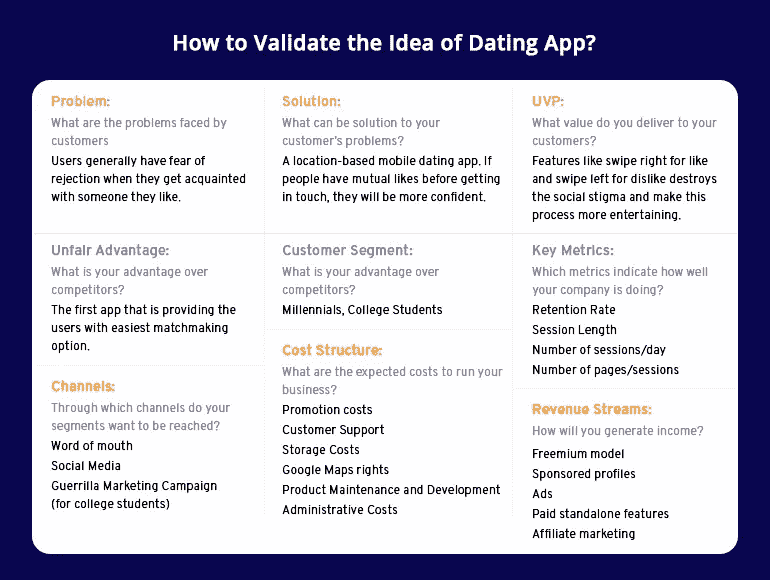 How to Validate the Idea of Dating App?
Problem:
What are the problems faced by
customers
Users generally have fear of
rejection when they get acquainted
with someone they like.
Solution:
What can be solution to your
customer's problems?
A location-based mobile dating app. If
people have mutual likes before getting
in touch, they will be more confident.
UVP:
What value do you deliver to your
customers?
Features like swipe right for like
and swipe left for dislike destroys
the social stigma and make this
process more entertaining.
Unfair Advantage:
What is your advantage over
competitors?
The first app that is providing the
users with easiest matchmaking
option.
Customer Segment:
What is your advantage over
competitors?
Millennials, College Students
Key Metrics:
Which metrics indicate how well
your company is doing?
Retention Rate
Session Length
Number of sessions/day
Number of pages/sessions
Channels:
Through which channels do your
segments want to be reached?
Word of mouth
Social Media
Guerrilla Marketing Campaign
(for college students)
Cost Structure:
What are the expected costs to run your
business?
Promotion costs
Customer Support
Storage Costs
Google Maps rights
Product Maintenance and Development
Administrative Costs
Revenue Streams:
How will you generate income?
Freemium model
Sponsored profiles
Ads
Paid standalone features
Affiliate marketing